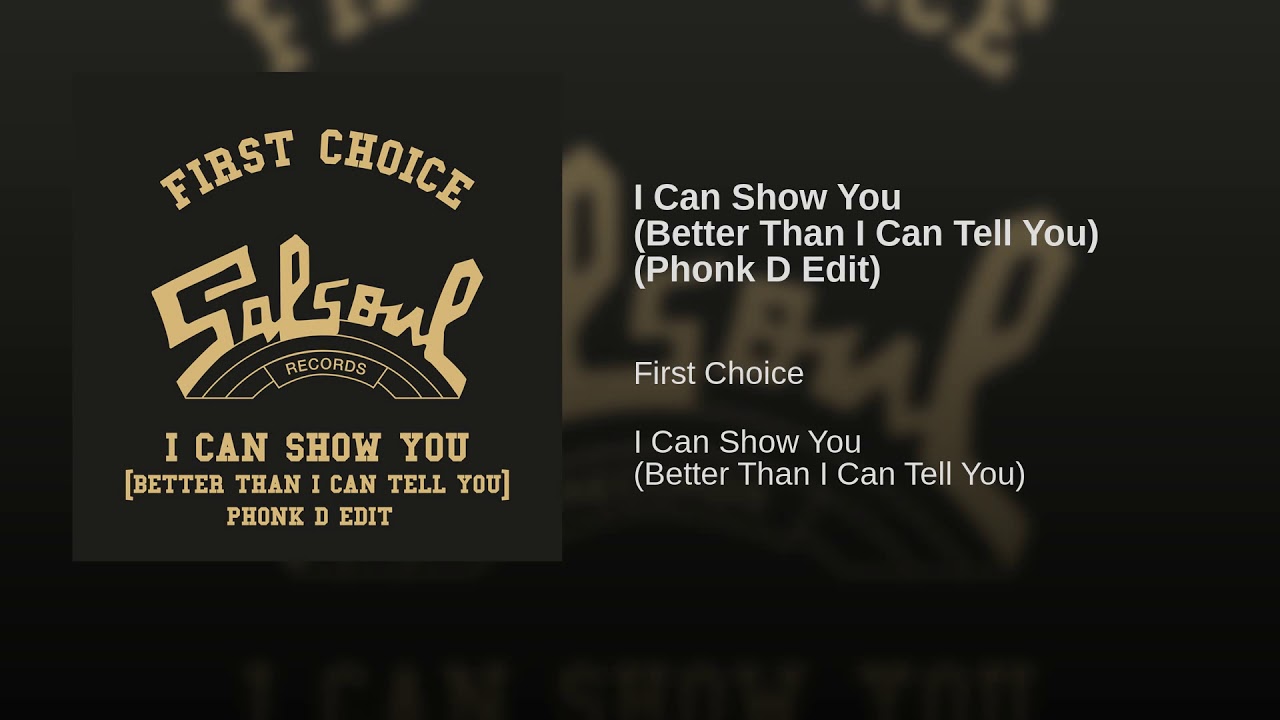 FIRST CHOICE
Salsoul
RECORDS
I CAN SHOW YOU
[BETTER THAN I CAN TELL YOU]
PHONK D EDIT
I Can Show You
(Better Than I Can Tell You)
(Phonk D Edit)
First Choice
I Can Show You
(Better Than I Can Tell You)